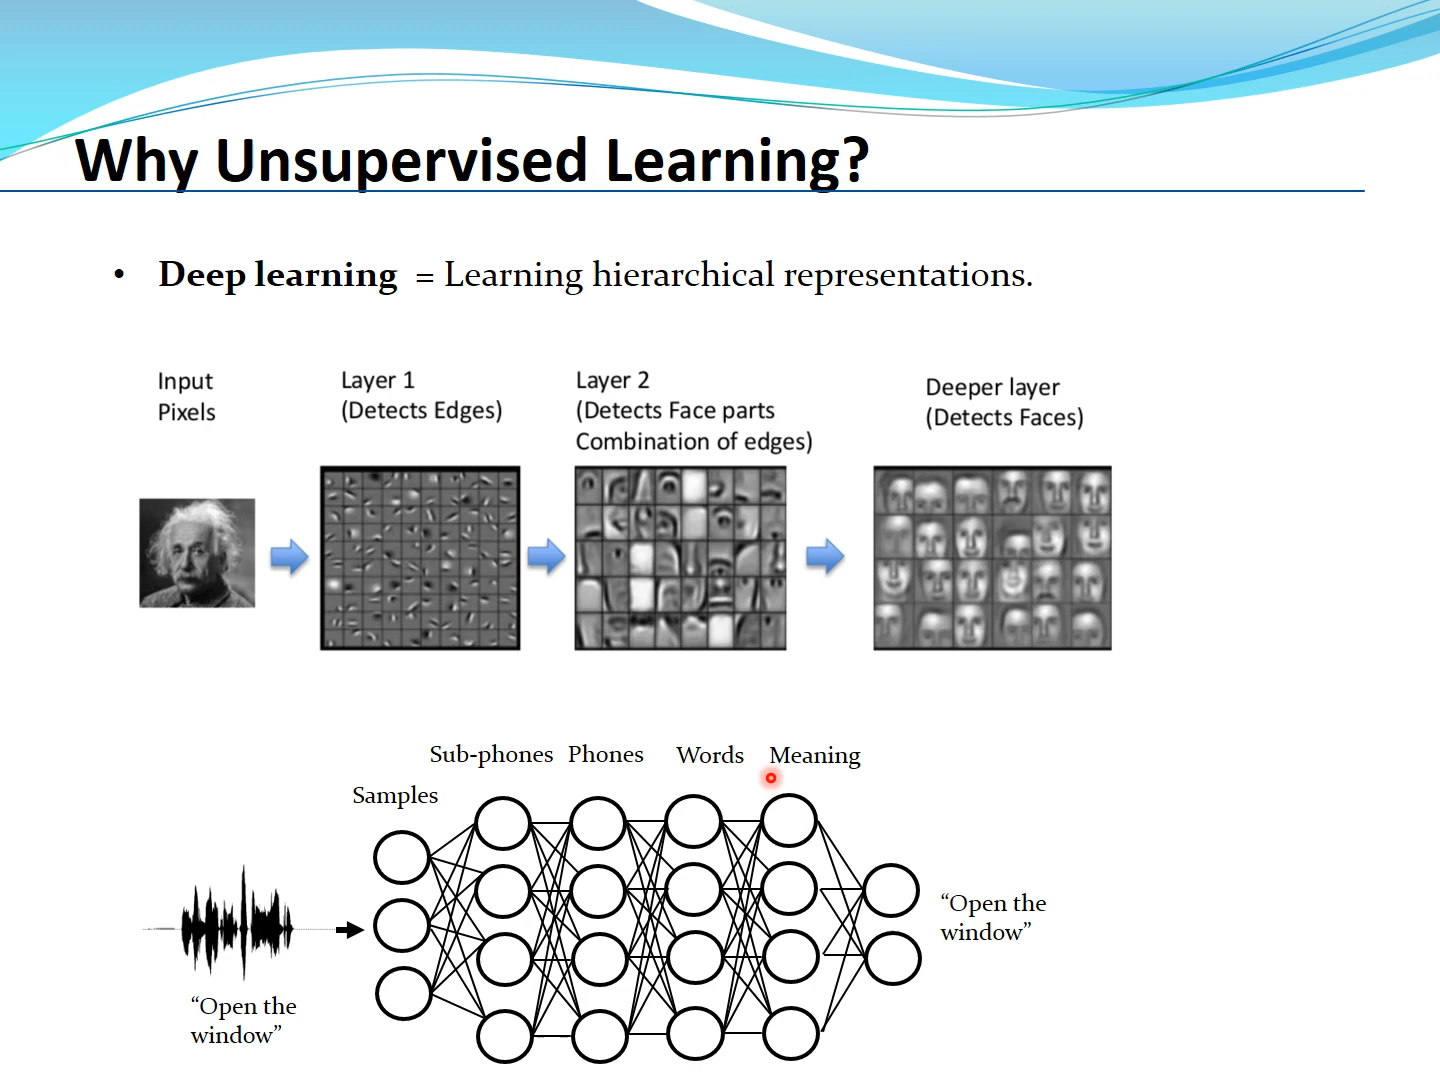 Why Unsupervised Learning?
• Deep learning = Learning hierarchical representations.
Input
Pixels
Layer 1
(Detects Edges)
Layer 2
(Detects Face parts
Combination of edges)
Deeper layer
(Detects Faces)
Sub-phones Phones Words Meaning
Samples
“Open the
window”
“Open the
window”